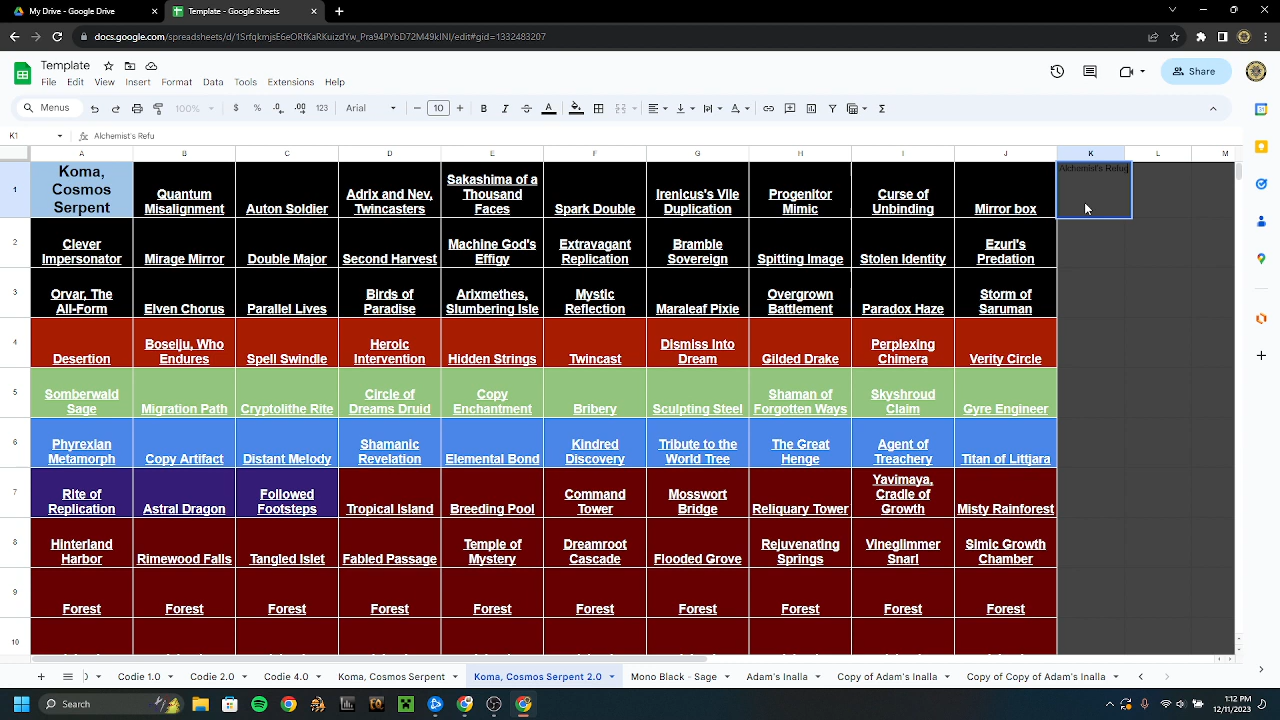 My Drive - Google Drive
Template - Google Sheets
docs.google.com/spreadsheets/d/1SrfqkmjsE6eORfKaRKuizdYw_Pra94PYbD72M49kINI/edit#gid=1332483207
Template
Share
File Edit View Insert Format Data Tools Extensions Help
Menus 100% $ % .0 .00 123 Arial 10 B I A
K1 fx Alchemist's Refu
A B C D E F G H I J K L M
1 Koma, Cosmos Serpent Quantum Misalignment Auton Soldier Adrix and Nev, Twincasters Sakashima of a Thousand Faces Spark Double Irenicus's Vile Duplication Progenitor Mimic Curse of Unbinding Mirror box Alchemist's Refug
2 Clever Impersonator Mirage Mirror Double Major Second Harvest Machine God's Effigy Extravagant Replication Bramble Sovereign Spitting Image Stolen Identity Ezuri's Predation
3 Orvar, The All-Form Elven Chorus Parallel Lives Birds of Paradise Arixmethes, Slumbering Isle Mystic Reflection Maraleaf Pixie Overgrown Battlement Paradox Haze Storm of Saruman
4 Desertion Boseiju, Who Endures Spell Swindle Heroic Intervention Hidden Strings Twincast Dismiss Into Dream Gilded Drake Perplexing Chimera Verity Circle
5 Somberwald Sage Migration Path Cryptolithe Rite Circle of Dreams Druid Copy Enchantment Bribery Sculpting Steel Shaman of Forgotten Ways Skyshroud Claim Gyre Engineer
6 Phyrexian Metamorph Copy Artifact Distant Melody Shamanic Revelation Elemental Bond Kindred Discovery Tribute to the World Tree The Great Henge Agent of Treachery Titan of Littjara
7 Rite of Replication Astral Dragon Followed Footsteps Tropical Island Breeding Pool Command Tower Mosswort Bridge Reliquary Tower Yavimaya, Cradle of Growth Misty Rainforest
8 Hinterland Harbor Rimewood Falls Tangled Islet Fabled Passage Temple of Mystery Dreamroot Cascade Flooded Grove Rejuvenating Springs Vineglimmer Snarl Simic Growth Chamber
9 Forest Forest Forest Forest Forest Forest Forest Forest Forest Forest
10
Codie 1.0 Codie 2.0 Codie 4.0 Koma, Cosmos Serpent Koma, Cosmos Serpent 2.0 Mono Black - Sage Adam's Inalla Copy of Adam's Inalla Copy of Copy of Adam's Inalla
Search
1:12 PM
12/11/2023